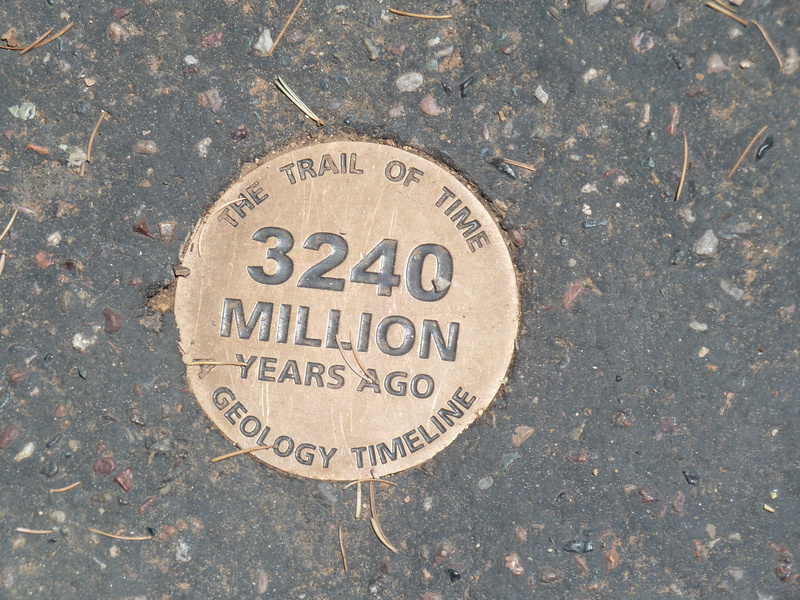 THE TRAIL OF TIME
3240
MILLION
YEARS AGO
A GEOLOGY TIMELINE